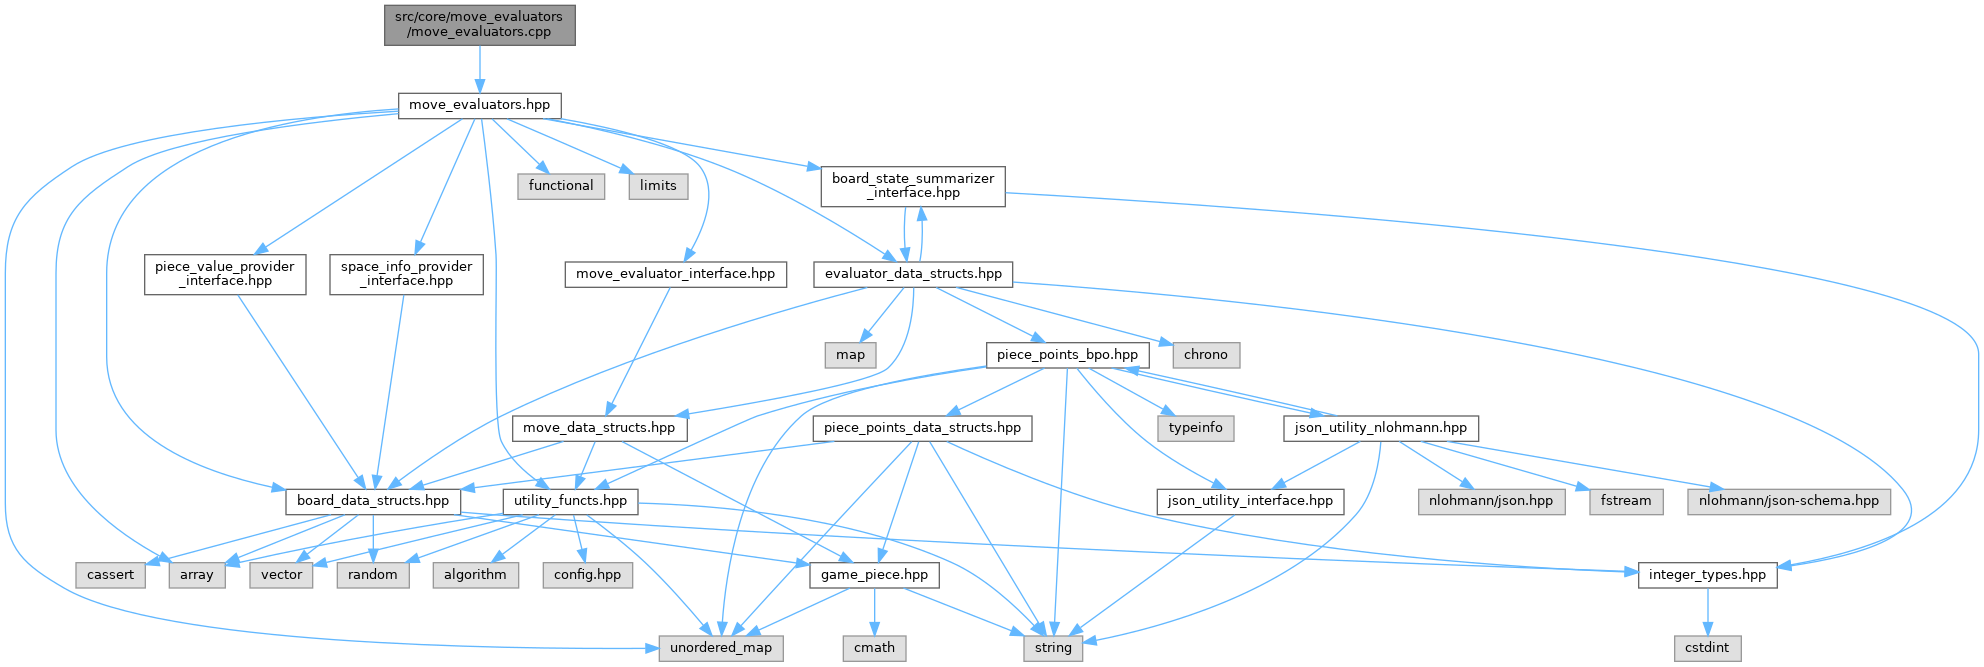 src/core/move_evaluators
/move_evaluators.cpp
move_evaluators.hpp
functional
limits
board_state_summarizer
_interface.hpp
piece_value_provider
_interface.hpp
space_info_provider
_interface.hpp
move_evaluator_interface.hpp
evaluator_data_structs.hpp
map
piece_points_bpo.hpp
chrono
move_data_structs.hpp
piece_points_data_structs.hpp
typeinfo
json_utility_nlohmann.hpp
board_data_structs.hpp
utility_functs.hpp
json_utility_interface.hpp
nlohmann/json.hpp
fstream
nlohmann/json-schema.hpp
cassert
array
vector
random
algorithm
config.hpp
game_piece.hpp
integer_types.hpp
unordered_map
cmath
string
cstdint